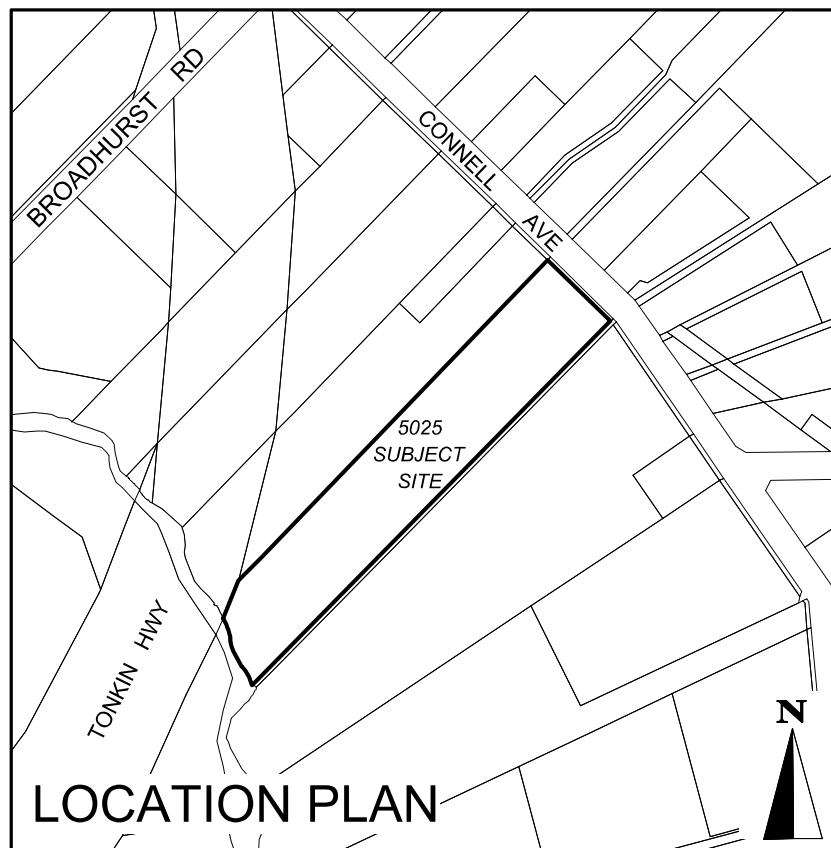 BROADHURST RD
CONNELL AVE
5025
SUBJECT
SITE
TONKIN HWY
N
LOCATION PLAN